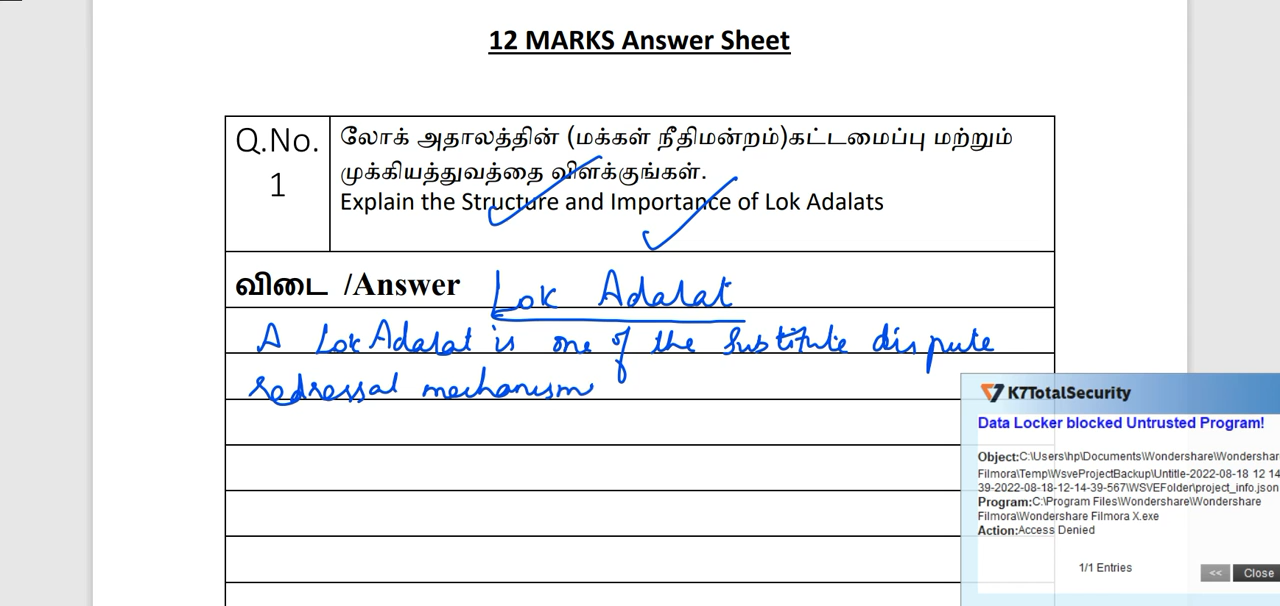 12 MARKS Answer Sheet
Q.No.
1
லோக் அதாலத்தின் (மக்கள் நீதிமன்றம்)கட்டமைப்பு மற்றும்
முக்கியத்துவத்தை விளக்குங்கள்.
Explain the Structure and Importance of Lok Adalats
விடை /Answer Lok Adalat
A Lok Adalat is one of the Substitute dispute
redressal mechanism
K7TotalSecurity
Data Locker blocked Untrusted Program!
Object:C:\Users\hp\Documents\Wondershare\Wondershar
Filmora\Temp\WsveProjectBackup\Untitle-2022-08-18 12 14
39-2022-08-18-12-14-39-567\WSVEFolder\project_info.json
Program:C:\Program Files\Wondershare\Wondershare
Filmora\Wondershare Filmora X.exe
Action:Access Denied
1/1 Entries
<< Close